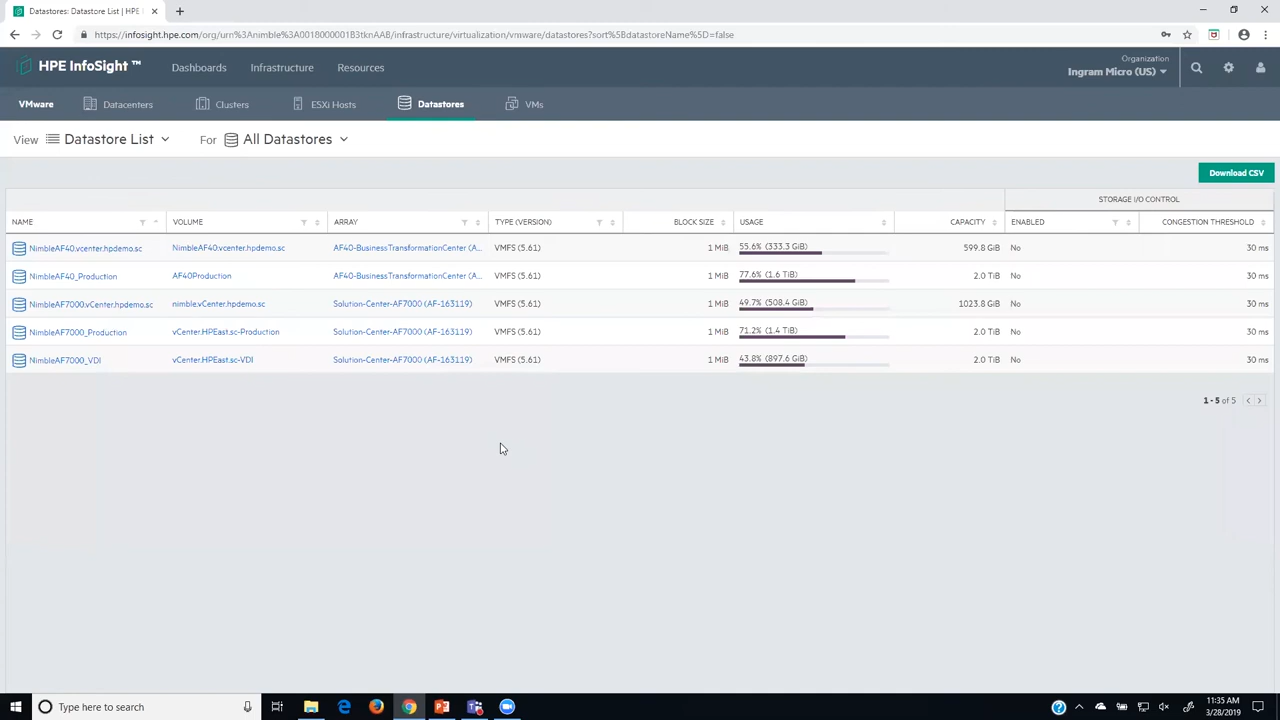 Datastores: Datastore List | HPE
https://infosight.hpe.com/org/urn%3Animble%3A0018000001B3tknAAB/infrastructure/virtualization/vmware/datastores?sort%5BdatastoreName%5D=false
HPE InfoSight ™ Dashboards Infrastructure Resources Organization
Ingram Micro (US)
VMware Datacenters Clusters ESXi Hosts Datastores VMs
View Datastore List For All Datastores
Download CSV
STORAGE I/O CONTROL
NAME VOLUME ARRAY TYPE (VERSION) BLOCK SIZE USAGE CAPACITY ENABLED CONGESTION THRESHOLD
NimbleAF40.vcenter.hpdemo.sc NimbleAF40.vcenter.hpdemo.sc AF40-BusinessTransformationCenter (A... VMFS (5.61) 1 MiB 55.6% (333.3 GiB) 599.8 GiB No 30 ms
NimbleAF40_Production AF40Production AF40-BusinessTransformationCenter (A... VMFS (5.61) 1 MiB 77.6% (1.6 TiB) 2.0 TiB No 30 ms
NimbleAF7000.vCenter.hpdemo.sc nimble.vCenter.hpdemo.sc Solution-Center-AF7000 (AF-163119) VMFS (5.61) 1 MiB 49.7% (508.4 GiB) 1023.8 GiB No 30 ms
NimbleAF7000_Production vCenter.HPEast.sc-Production Solution-Center-AF7000 (AF-163119) VMFS (5.61) 1 MiB 71.2% (1.4 TiB) 2.0 TiB No 30 ms
NimbleAF7000_VDI vCenter.HPEast.sc-VDI Solution-Center-AF7000 (AF-163119) VMFS (5.61) 1 MiB 43.8% (897.6 GiB) 2.0 TiB No 30 ms
1 - 5 of 5
Type here to search
11:35 AM
3/28/2019